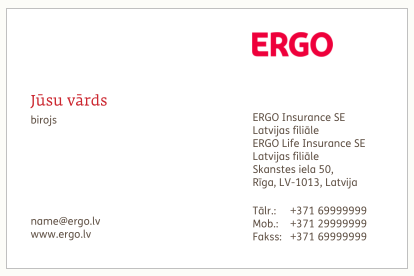 ERGO
Jūsu vārds
birojs
ERGO Insurance SE
Latvijas filiāle
ERGO Life Insurance SE
Latvijas filiāle
Skanstes iela 50,
Rīga, LV-1013, Latvija
name@ergo.lv
www.ergo.lv
Tālr.: +371 69999999
Mob.: +371 29999999
Fakss: +371 69999999